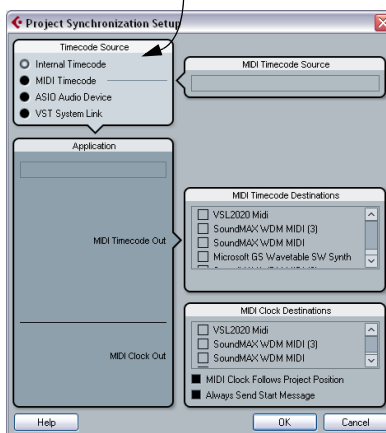 Project Synchronization Setup
Timecode Source
Internal Timecode
MIDI Timecode
ASIO Audio Device
VST System Link
MIDI Timecode Source
Application
MIDI Timecode Out
MIDI Clock Out
MIDI Timecode Destinations
VSL2020 Midi
SoundMAX WDM MIDI (3)
SoundMAX WDM MIDI
Microsoft GS Wavetable SW Synth
MIDI Clock Destinations
VSL2020 Midi
SoundMAX WDM MIDI (3)
SoundMAX WDM MIDI
MIDI Clock Follows Project Position
Always Send Start Message
Help
OK
Cancel